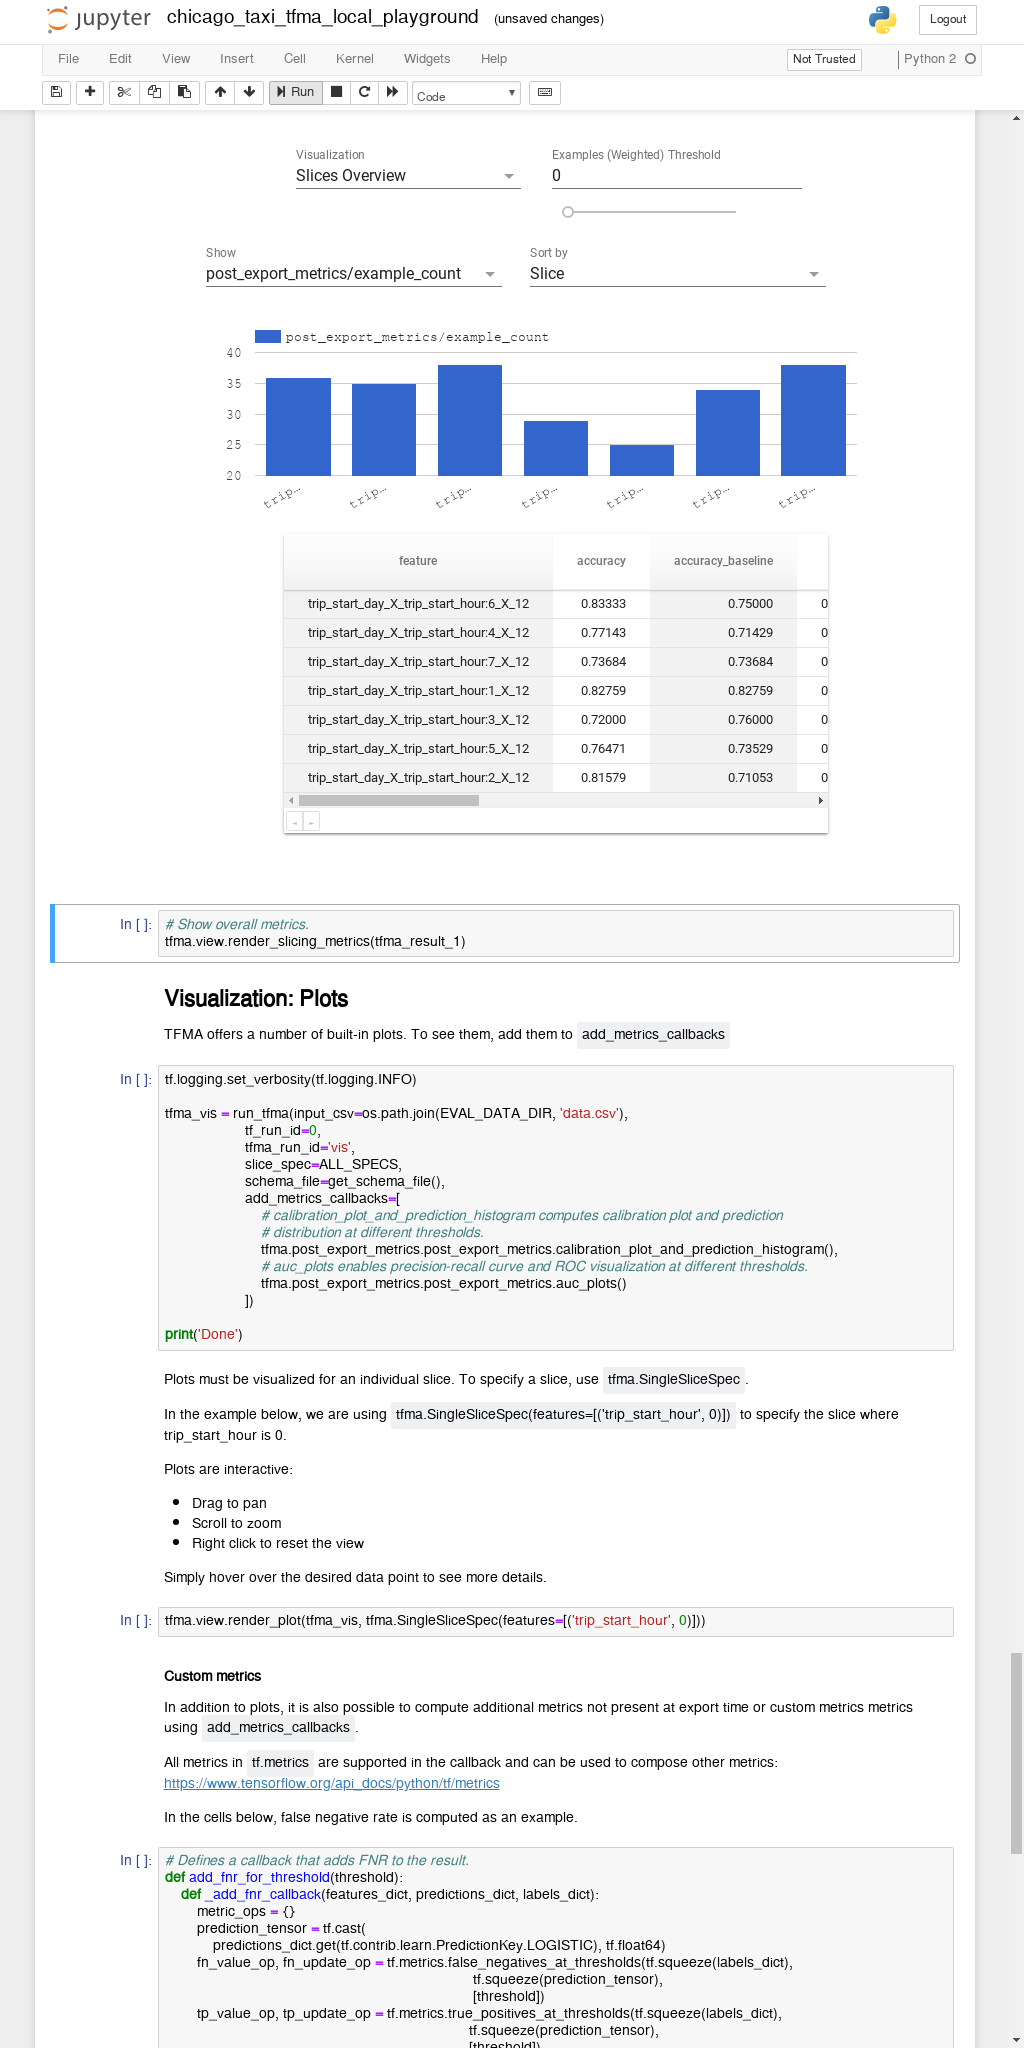 jupyter chicago_taxi_tfma_local_playground (unsaved changes) Logout
File Edit View Insert Cell Kernel Widgets Help Not Trusted Python 2
Run Code
Visualization Examples (Weighted) Threshold
Slices Overview 0
Show Sort by
post_export_metrics/example_count Slice
post_export_metrics/example_count
40
35
30
25
20
trip… trip… trip… trip… trip… trip… trip…
feature accuracy accuracy_baseline
trip_start_day_X_trip_start_hour:6_X_12 0.83333 0.75000 0
trip_start_day_X_trip_start_hour:4_X_12 0.77143 0.71429 0
trip_start_day_X_trip_start_hour:7_X_12 0.73684 0.73684 0
trip_start_day_X_trip_start_hour:1_X_12 0.82759 0.82759 0
trip_start_day_X_trip_start_hour:3_X_12 0.72000 0.76000 0
trip_start_day_X_trip_start_hour:5_X_12 0.76471 0.73529 0
trip_start_day_X_trip_start_hour:2_X_12 0.81579 0.71053 0
In [ ]: # Show overall metrics.
tfma.view.render_slicing_metrics(tfma_result_1)
Visualization: Plots
TFMA offers a number of built-in plots. To see them, add them to add_metrics_callbacks
In [ ]: tf.logging.set_verbosity(tf.logging.INFO)
tfma_vis = run_tfma(input_csv=os.path.join(EVAL_DATA_DIR, 'data.csv'),
tf_run_id=0,
tfma_run_id='vis',
slice_spec=ALL_SPECS,
schema_file=get_schema_file(),
add_metrics_callbacks=[
# calibration_plot_and_prediction_histogram computes calibration plot and prediction
# distribution at different thresholds.
tfma.post_export_metrics.post_export_metrics.calibration_plot_and_prediction_histogram(),
# auc_plots enables precision-recall curve and ROC visualization at different thresholds.
tfma.post_export_metrics.post_export_metrics.auc_plots()
])
print('Done')
Plots must be visualized for an individual slice. To specify a slice, use tfma.SingleSliceSpec .
In the example below, we are using tfma.SingleSliceSpec(features=[('trip_start_hour', 0)]) to specify the slice where
trip_start_hour is 0.
Plots are interactive:
• Drag to pan
• Scroll to zoom
• Right click to reset the view
Simply hover over the desired data point to see more details.
In [ ]: tfma.view.render_plot(tfma_vis, tfma.SingleSliceSpec(features=[('trip_start_hour', 0)]))
Custom metrics
In addition to plots, it is also possible to compute additional metrics not present at export time or custom metrics metrics
using add_metrics_callbacks .
All metrics in tf.metrics are supported in the callback and can be used to compose other metrics:
https://www.tensorflow.org/api_docs/python/tf/metrics
In the cells below, false negative rate is computed as an example.
In [ ]: # Defines a callback that adds FNR to the result.
def add_fnr_for_threshold(threshold):
def _add_fnr_callback(features_dict, predictions_dict, labels_dict):
metric_ops = {}
prediction_tensor = tf.cast(
predictions_dict.get(tf.contrib.learn.PredictionKey.LOGISTIC), tf.float64)
fn_value_op, fn_update_op = tf.metrics.false_negatives_at_thresholds(tf.squeeze(labels_dict),
tf.squeeze(prediction_tensor),
[threshold])
tp_value_op, tp_update_op = tf.metrics.true_positives_at_thresholds(tf.squeeze(labels_dict),
tf.squeeze(prediction_tensor),
[threshold])